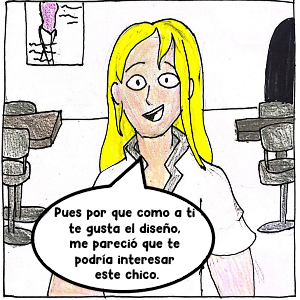 Pues por que como a ti
te gusta el diseño,
me pareció que te
podría interesar
este chico.